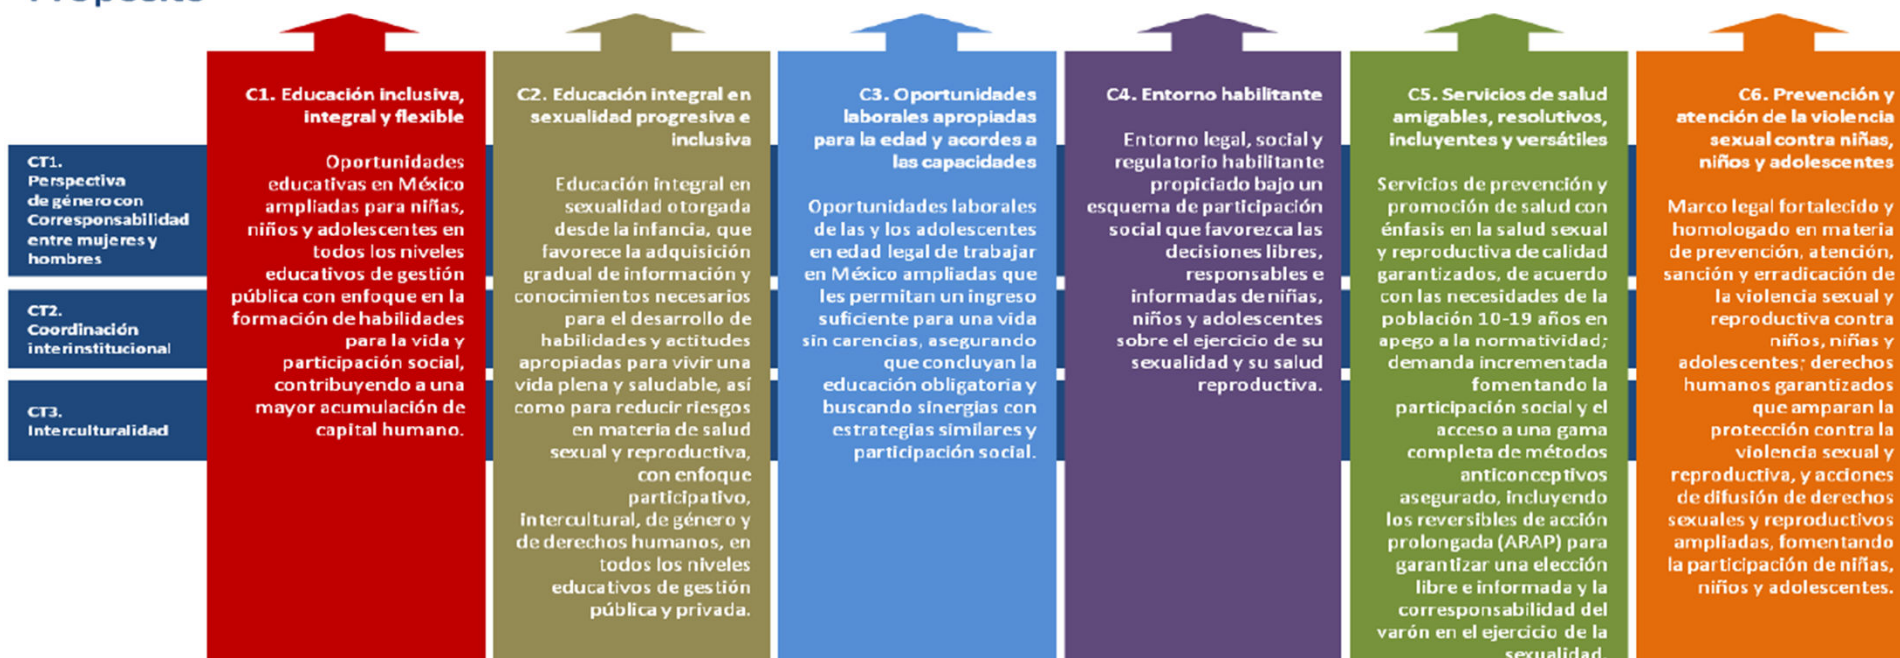 Propósito
CT1.
Perspectiva
de género con
Corresponsabilidad
entre mujeres y
hombres
CT2.
Coordinación
interinstitucional
CT3.
Interculturalidad
C1. Educación inclusiva,
integral y flexible
Oportunidades
educativas en México
ampliadas para niñas,
niños y adolescentes en
todos los niveles
educativos de gestión
pública con enfoque en la
formación de habilidades
para la vida y
participación social,
contribuyendo a una
mayor acumulación de
capital humano.
C2. Educación integral en
sexualidad progresiva e
inclusiva
Educación integral en
sexualidad otorgada
desde la infancia, que
favorece la adquisición
gradual de información y
conocimientos necesarios
para el desarrollo de
habilidades y actitudes
apropiadas para vivir una
vida plena y saludable, así
como para reducir riesgos
en materia de salud
sexual y reproductiva,
con enfoque
participativo,
intercultural, de género y
de derechos humanos, en
todos los niveles
educativos de gestión
pública y privada.
C3. Oportunidades
laborales apropiadas
para la edad y acordes a
las capacidades
Oportunidades laborales
de las y los adolescentes
en edad legal de trabajar
en México ampliadas que
les permitan un ingreso
suficiente para una vida
sin carencias, asegurando
que concluyan la
educación obligatoria y
buscando sinergias con
estrategias similares y
participación social.
C4. Entorno habilitante
Entorno legal, social y
regulatorio habilitante
propiciado bajo un
esquema de participación
social que favorezca las
decisiones libres,
responsables e
informadas de niñas,
niños y adolescentes
sobre el ejercicio de su
sexualidad y su salud
reproductiva.
C5. Servicios de salud
amigables, resolutivos,
incluyentes y versátiles
Servicios de prevención y
promoción de salud con
énfasis en la salud sexual
y reproductiva de calidad
garantizados, de acuerdo
con las necesidades de la
población 10-19 años en
apego a la normatividad;
demanda incrementada
fomentando la
participación social y el
acceso a una gama
completa de métodos
anticonceptivos
asegurado, incluyendo
los reversibles de acción
prolongada (ARAP) para
garantizar una elección
libre e informada y la
corresponsabilidad del
varón en el ejercicio de la
sexualidad.
C6. Prevención y
atención de la violencia
sexual contra niñas,
niños y adolescentes
Marco legal fortalecido y
homologado en materia
de prevención, atención,
sanción y erradicación de
la violencia sexual y
reproductiva contra
niños, niñas y
adolescentes; derechos
humanos garantizados
que amparan la
protección contra la
violencia sexual y
reproductiva, y acciones
de difusión de derechos
sexuales y reproductivos
ampliadas, fomentando
la participación de niñas,
niños y adolescentes.